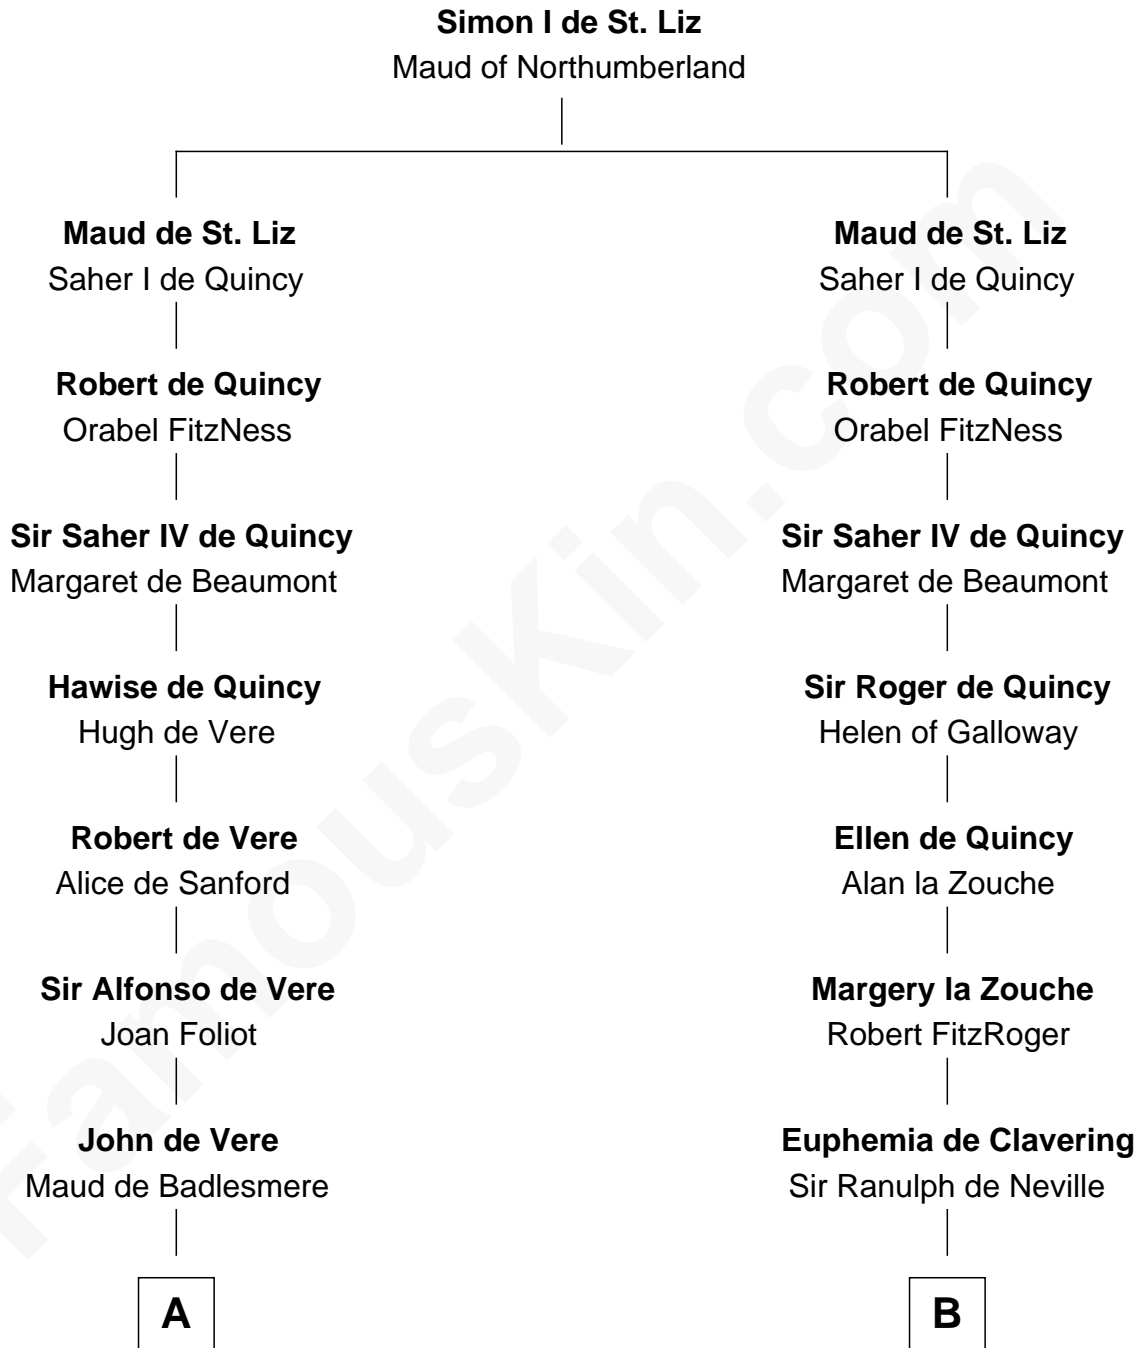 Simon I de St. Liz
Maud of Northumberland
Maud de St. Liz
Saher I de Quincy
Maud de St. Liz
Saher I de Quincy
Robert de Quincy
Orabel FitzNess
Robert de Quincy
Orabel FitzNess
Sir Saher IV de Quincy
Margaret de Beaumont
Sir Saher IV de Quincy
Margaret de Beaumont
Hawise de Quincy
Hugh de Vere
Sir Roger de Quincy
Helen of Galloway
Robert de Vere
Alice de Sanford
Ellen de Quincy
Alan la Zouche
Sir Alfonso de Vere
Joan Foliot
Margery la Zouche
Robert FitzRoger
John de Vere
Maud de Badlesmere
Euphemia de Clavering
Sir Ranulph de Neville
A
B
FamousKin.com